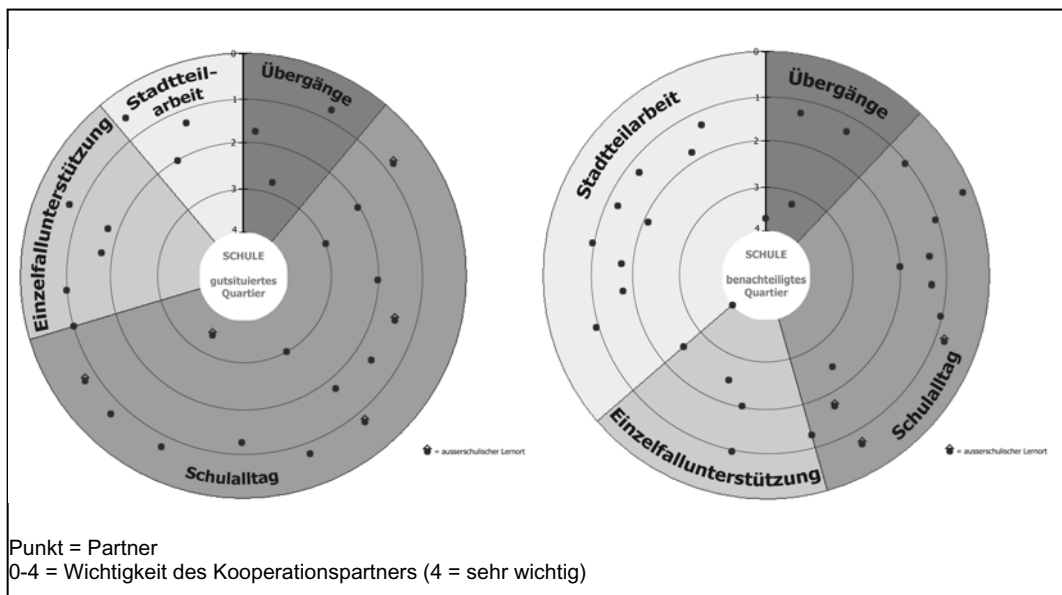 0
1
2
3
4
Stadtteil-
arbeit
Übergänge
Einzelfallunterstützung
SCHULE
gutsituiertes
Quartier
Schulalltag
= ausserschulischer Lernort
0
1
2
3
4
Stadtteilarbeit
Übergänge
SCHULE
benachteiligtes
Quartier
Schulalltag
Einzelfallunterstützung
= ausserschulischer Lernort
Punkt = Partner
0-4 = Wichtigkeit des Kooperationspartners (4 = sehr wichtig)